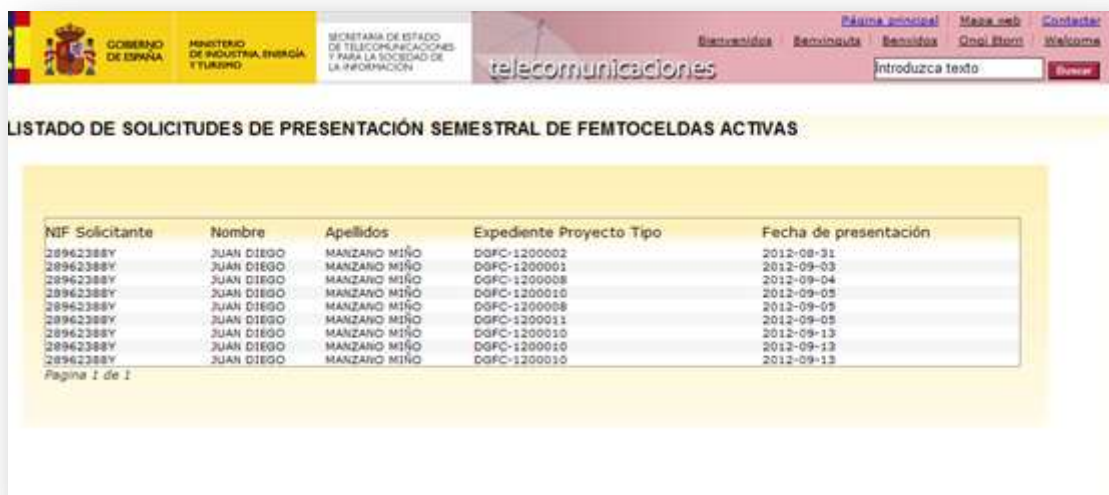 Página principal Mapa web Contactar
GOBIERNO
DE ESPAÑA
MINISTERIO
DE INDUSTRIA, ENERGÍA
Y TURISMO
SECRETARÍA DE ESTADO
DE TELECOMUNICACIONES
Y PARA LA SOCIEDAD DE
LA INFORMACIÓN
Bienvenidos Benvinguts Benvidos Ongi Etorri Welcome
telecomunicaciones
Introduzca texto Buscar
LISTADO DE SOLICITUDES DE PRESENTACIÓN SEMESTRAL DE FEMTOCELDAS ACTIVAS
NIF Solicitante Nombre Apellidos Expediente Proyecto Tipo Fecha de presentación
28962388Y JUAN DIEGO MANZANO MIÑO DGFC-1200002 2012-08-31
28962388Y JUAN DIEGO MANZANO MIÑO DGFC-1200001 2012-09-03
28962388Y JUAN DIEGO MANZANO MIÑO DGFC-1200008 2012-09-04
28962388Y JUAN DIEGO MANZANO MIÑO DGFC-1200010 2012-09-05
28962388Y JUAN DIEGO MANZANO MIÑO DGFC-1200008 2012-09-05
28962388Y JUAN DIEGO MANZANO MIÑO DGFC-1200011 2012-09-05
28962388Y JUAN DIEGO MANZANO MIÑO DGFC-1200010 2012-09-13
28962388Y JUAN DIEGO MANZANO MIÑO DGFC-1200010 2012-09-13
28962388Y JUAN DIEGO MANZANO MIÑO DGFC-1200010 2012-09-13
Pagina 1 de 1